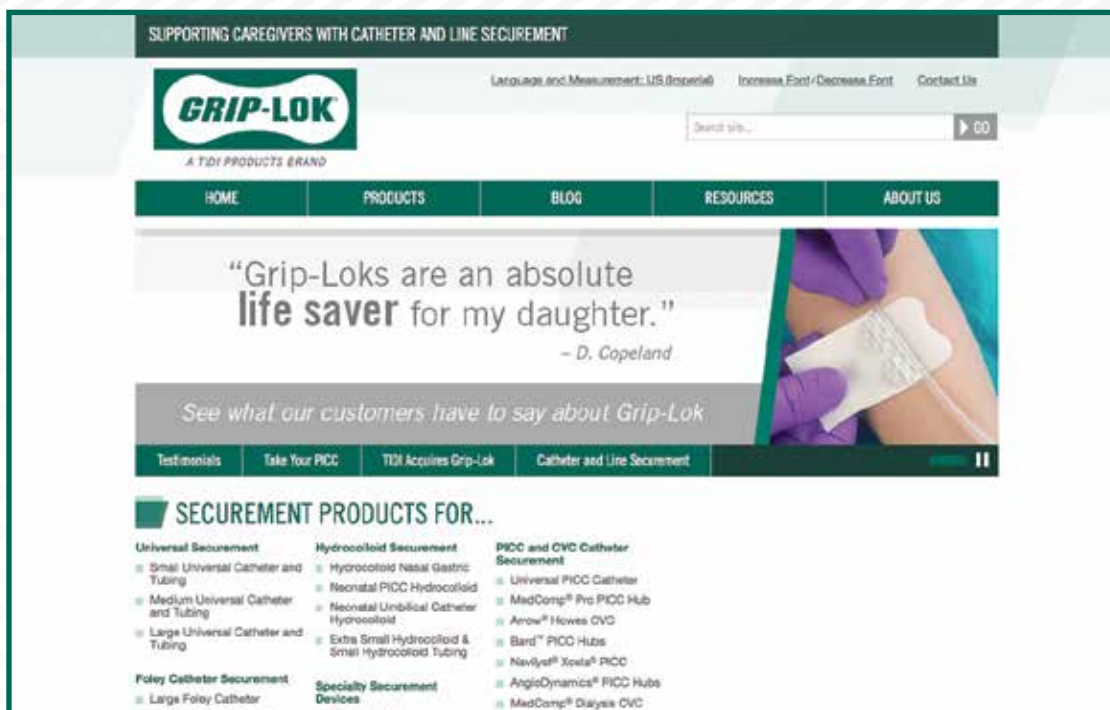 SUPPORTING CAREGIVERS WITH CATHETER AND LINE SECUREMENT
Language and Measurement: US (Imperial)
Increase Font/Decrease Font
Contact Us
GRIP-LOK
A TIDI PRODUCTS BRAND
Search site...
GO
HOME
PRODUCTS
BLOG
RESOURCES
ABOUT US
“Grip-Loks are an absolute
life saver for my daughter.”
– D. Copeland
See what our customers have to say about Grip-Lok
Testimonials
Take Your PICC
TIDI Acquires Grip-Lok
Catheter and Line Securement
SECUREMENT PRODUCTS FOR...
Universal Securement
Small Universal Catheter and
Tubing
Medium Universal Catheter
and Tubing
Large Universal Catheter and
Tubing
Foley Catheter Securement
Large Foley Catheter
Hydrocolloid Securement
Hydrocolloid Nasal Gastric
Neonatal PICC Hydrocolloid
Neonatal Umbilical Catheter
Hydrocolloid
Extra Small Hydrocolloid &
Small Hydrocolloid Tubing
Specialty Securement
Devices
PICC and CVC Catheter
Securement
Universal PICC Catheter
MedComp® Pro PICC Hub
Arrow® Howes CVC
Bard™ PICC Hubs
Navilyst® Xcela® PICC
AngioDynamics® PICC Hubs
MedComp® Dialysis CVC